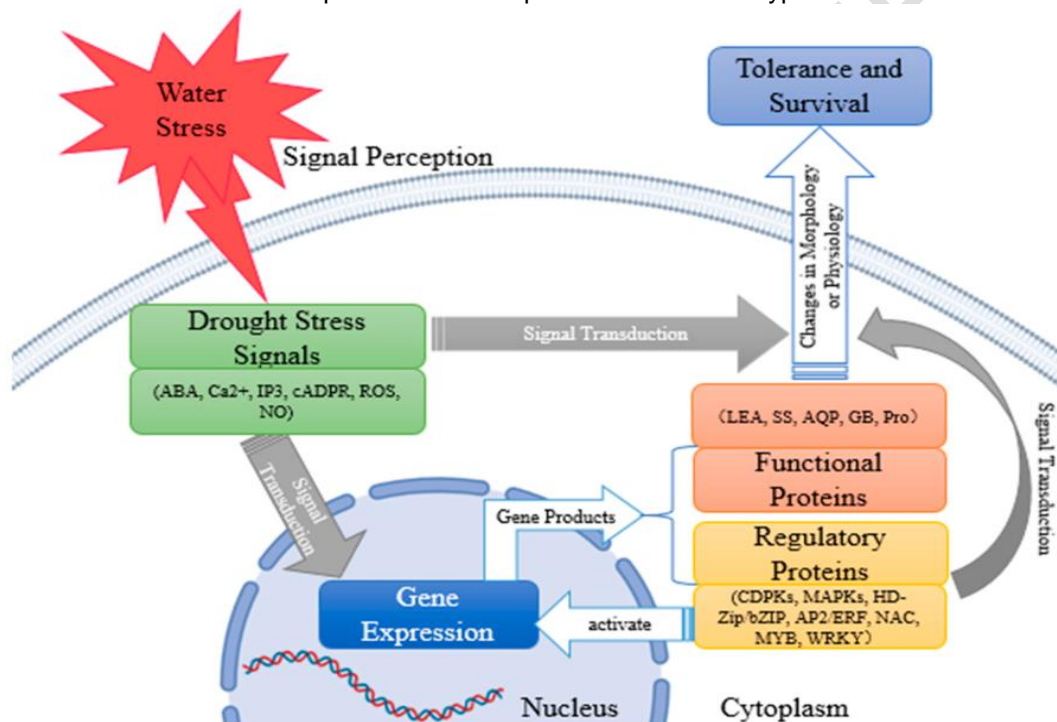 Water
Stress
Tolerance and
Survival
Signal Perception
Changes in Morphology
or Physiology
Drought Stress
Signals
(ABA, Ca2+, IP3, cADPR, ROS,
NO)
Signal Transduction
Signal
Transduction
(LEA, SS, AQP, GB, Pro)
Functional
Proteins
Gene Products
Regulatory
Proteins
(CDPKs, MAPKs, HD-
Zip/bZIP, AP2/ERF, NAC,
MYB, WRKY)
Signal Transduction
Gene
Expression
activate
Nucleus
Cytoplasm